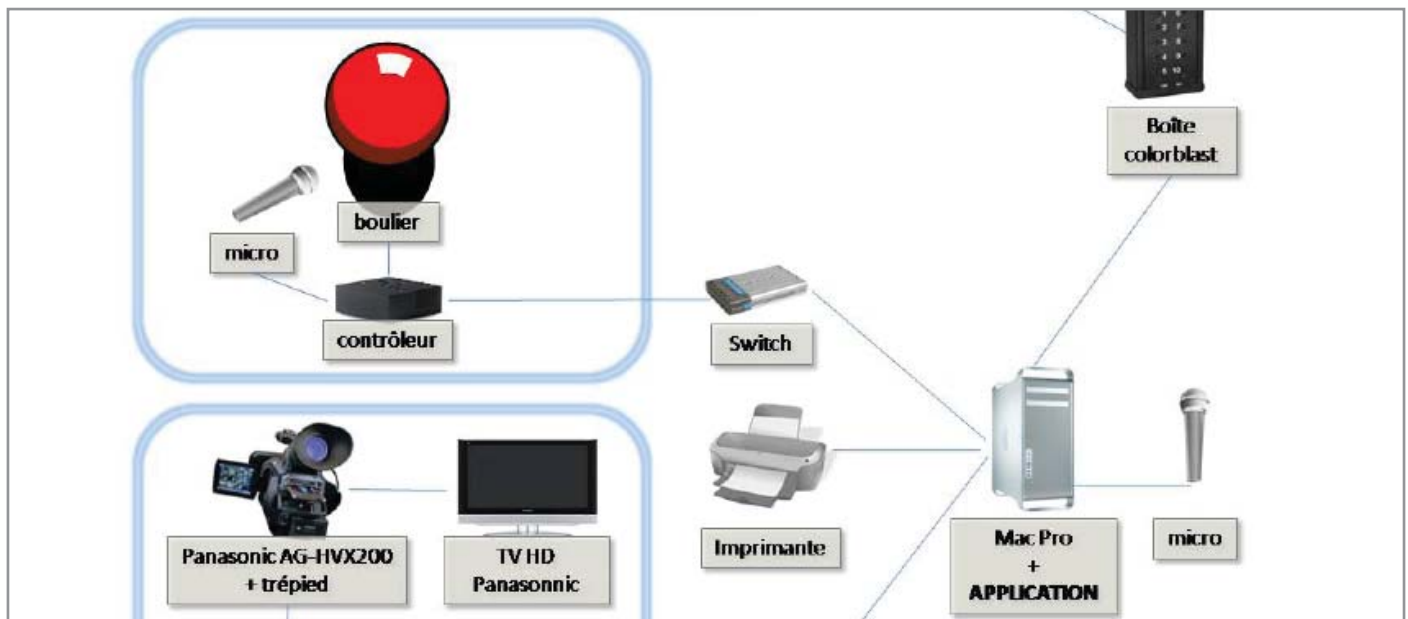 Boîte
colorblast
boulier
micro
contrôleur
Switch
Imprimante
Mac Pro
+
APPLICATION
micro
Panasonic AG-HVX200
+ trépied
TV HD
Panasonnic